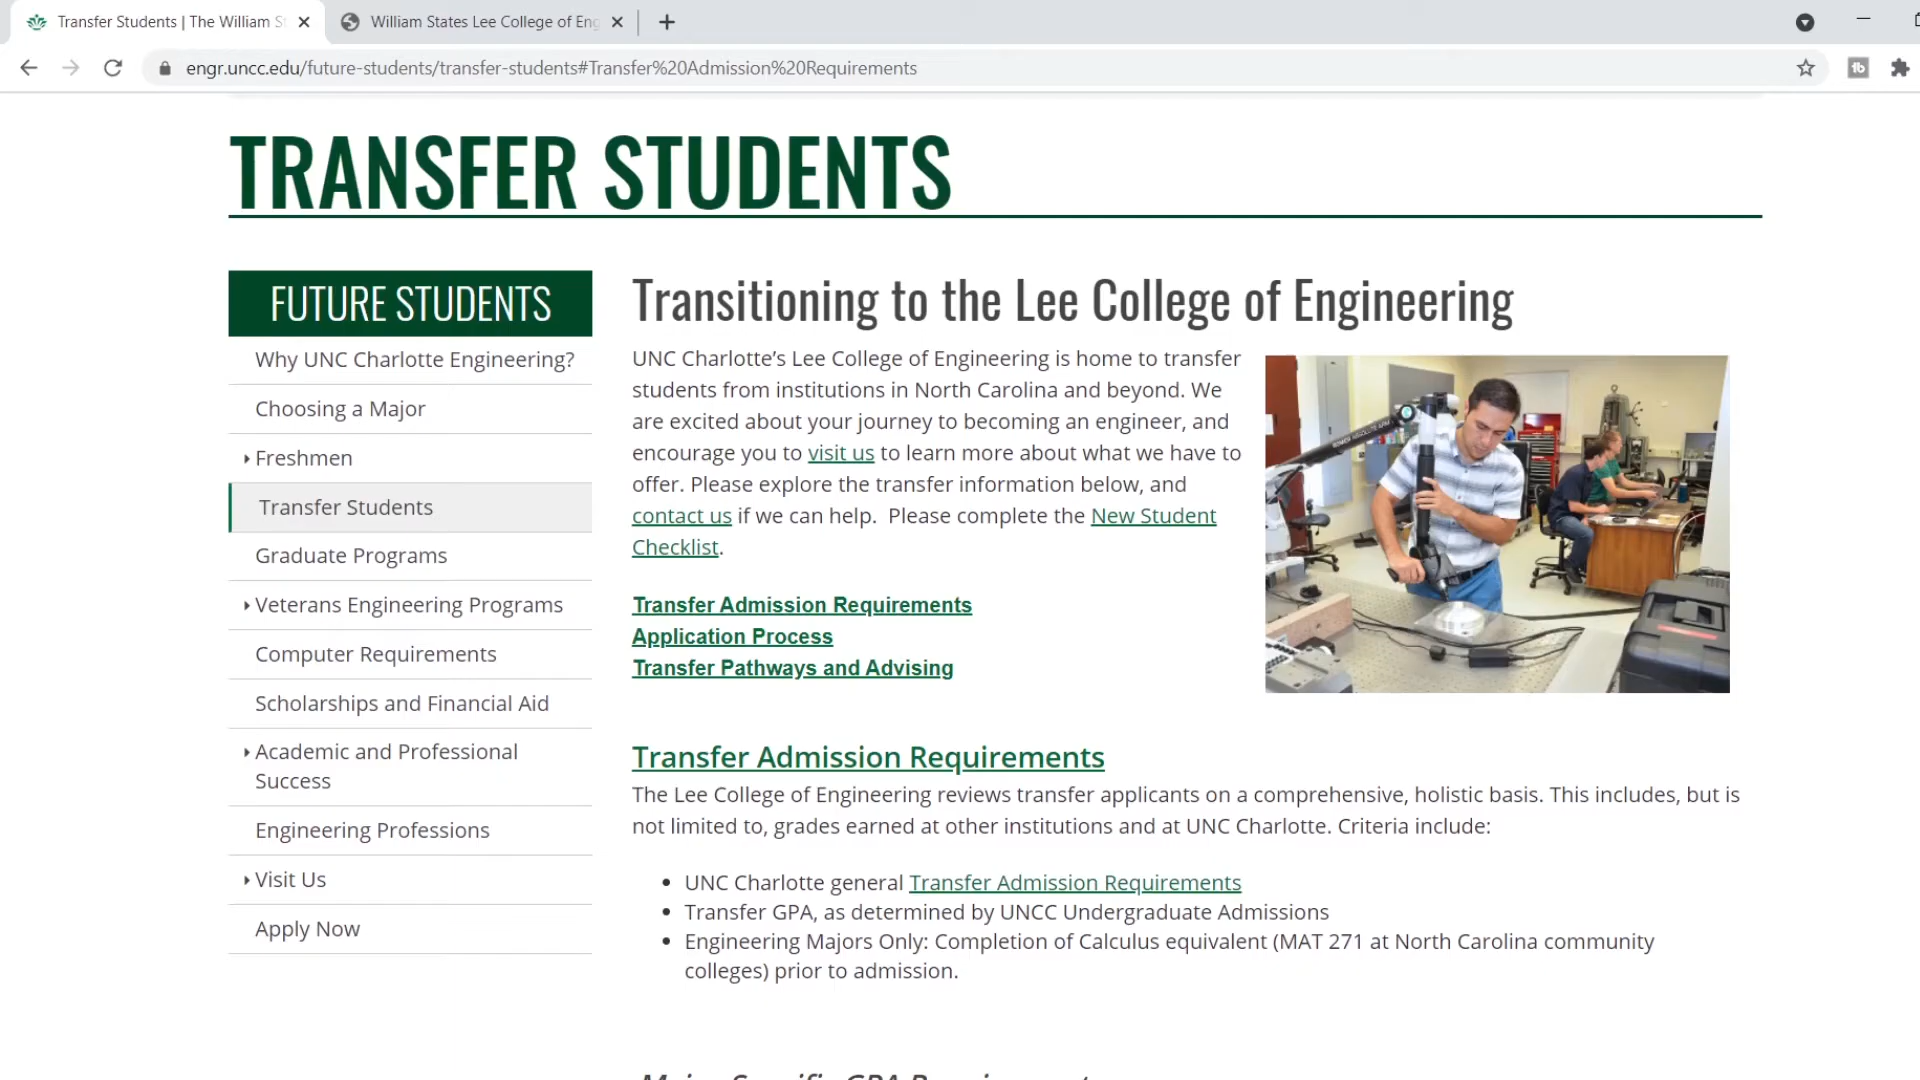 Transfer Students | The William St
William States Lee College of Eng
engr.uncc.edu/future-students/transfer-students#Transfer%20Admission%20Requirements
TRANSFER STUDENTS
FUTURE STUDENTS
Why UNC Charlotte Engineering?
Choosing a Major
Freshmen
Transfer Students
Graduate Programs
Veterans Engineering Programs
Computer Requirements
Scholarships and Financial Aid
Academic and Professional
Success
Engineering Professions
Visit Us
Apply Now
Transitioning to the Lee College of Engineering
UNC Charlotte’s Lee College of Engineering is home to transfer
students from institutions in North Carolina and beyond. We
are excited about your journey to becoming an engineer, and
encourage you to visit us to learn more about what we have to
offer. Please explore the transfer information below, and
contact us if we can help.  Please complete the New Student
Checklist.
Transfer Admission Requirements
Application Process
Transfer Pathways and Advising
Transfer Admission Requirements
The Lee College of Engineering reviews transfer applicants on a comprehensive, holistic basis. This includes, but is
not limited to, grades earned at other institutions and at UNC Charlotte. Criteria include:
• UNC Charlotte general Transfer Admission Requirements
• Transfer GPA, as determined by UNCC Undergraduate Admissions
• Engineering Majors Only: Completion of Calculus equivalent (MAT 271 at North Carolina community
colleges) prior to admission.